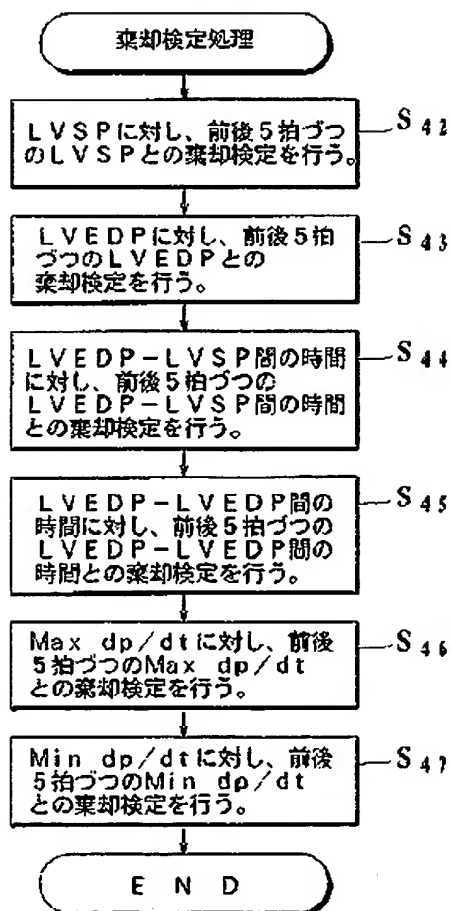 棄却検定処理
LVSPに対し、前後5拍づつ
のLVSPとの棄却検定を行う。
S42
LVEDPに対し、前後5拍
づつのLVEDPとの
棄却検定を行う。
S43
LVEDP-LVSP間の時間
に対し、前後5拍づつの
LVEDP-LVSP間の時間
との棄却検定を行う。
S44
LVEDP-LVEDP間の
時間に対し、前後5拍づつの
LVEDP-LVEDP間の
時間との棄却検定を行う。
S45
Max dp/dtに対し、前後
5拍づつのMax dp/dt
との棄却検定を行う。
S46
Min dp/dtに対し、前後
5拍づつのMin dp/dt
との棄却検定を行う。
S47
END